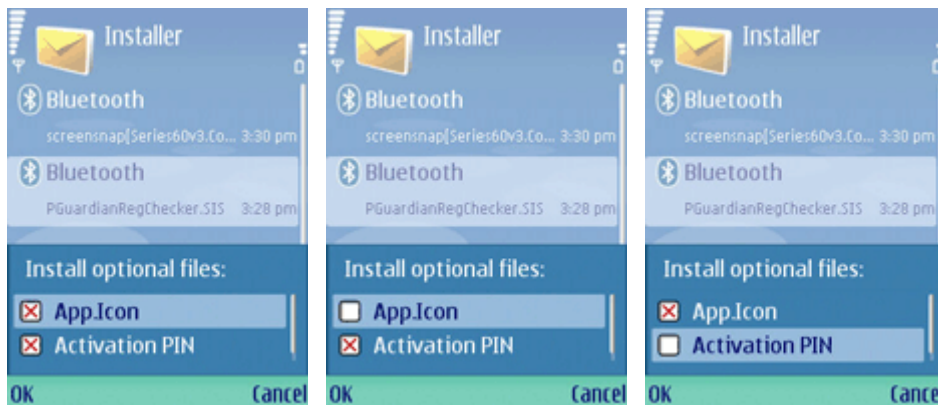 Installer
Bluetooth
screensnap[Series60v3.Co... 3:30 pm
Bluetooth
PGuardianRegChecker.SIS 3:28 pm
Install optional files:
App.Icon
Activation PIN
OK Cancel
Installer
Bluetooth
screensnap[Series60v3.Co... 3:30 pm
Bluetooth
PGuardianRegChecker.SIS 3:28 pm
Install optional files:
App.Icon
Activation PIN
OK Cancel
Installer
Bluetooth
screensnap[Series60v3.Co... 3:30 pm
Bluetooth
PGuardianRegChecker.SIS 3:28 pm
Install optional files:
App.Icon
Activation PIN
OK Cance